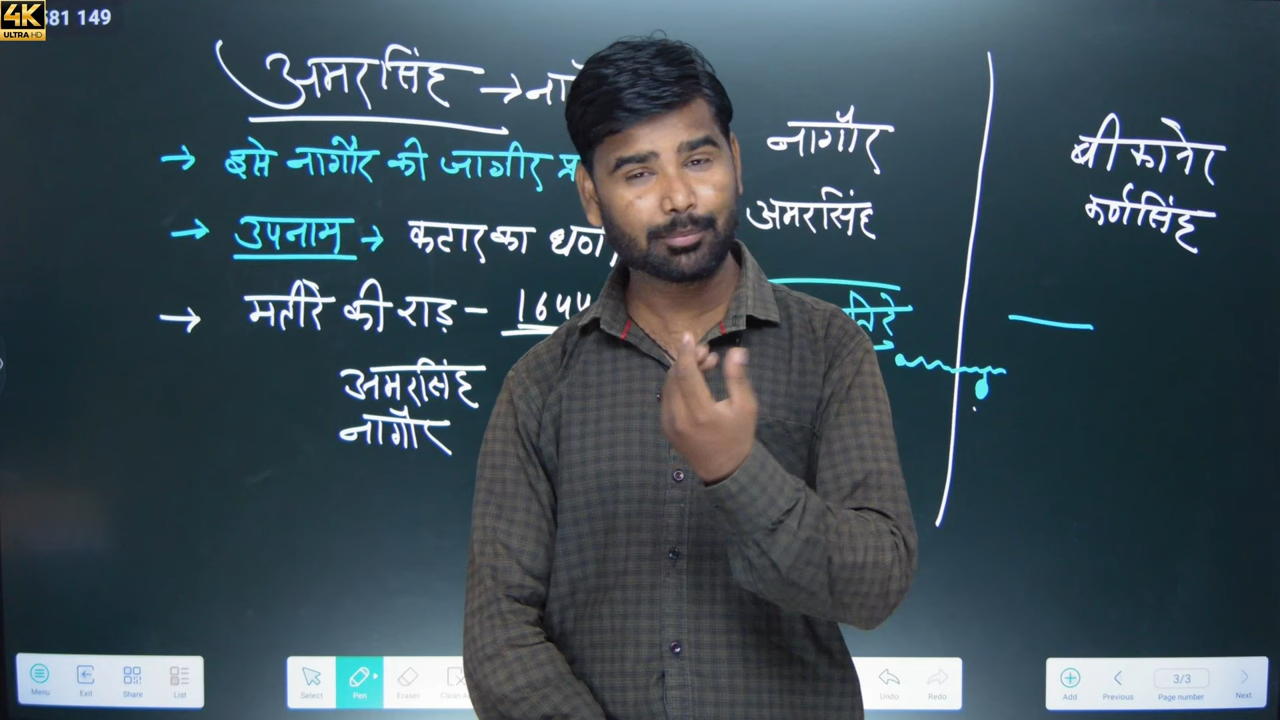 4K
ULTRA HD
581 149
अमरसिंह →
→ इसे नागौर की जागीर
→ उपनाम → कटार का धणी
→ मतीरे की राड़ - 1644
अमरसिंह
नागौर
नागौर
अमरसिंह
बीकानेर
कर्णसिंह
Menu
Exit
Share
List
Select
Pen
Eraser
Undo
Redo
Add
Previous
3/3
Page number
Next